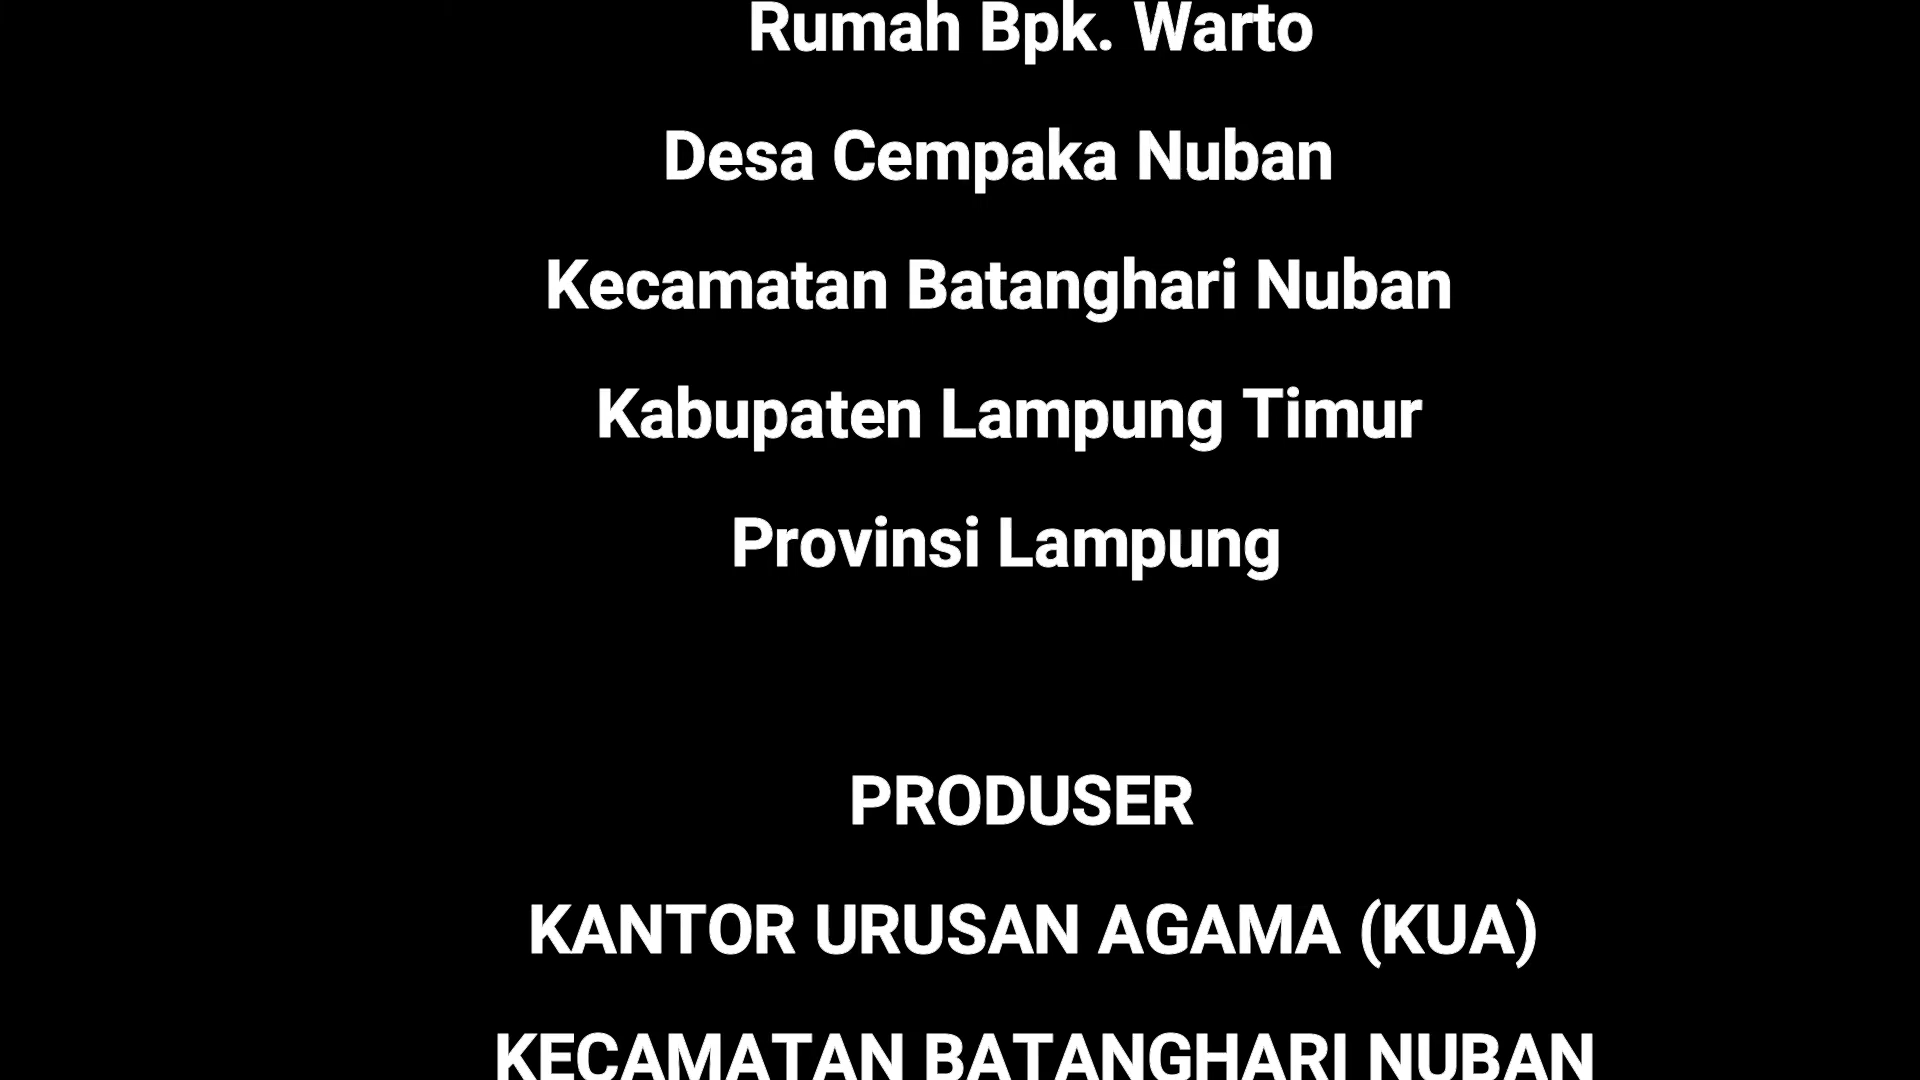 Rumah Bpk. Warto
Desa Cempaka Nuban
Kecamatan Batanghari Nuban
Kabupaten Lampung Timur
Provinsi Lampung
PRODUSER
KANTOR URUSAN AGAMA (KUA)
KECAMATAN BATANGHARI NUBAN